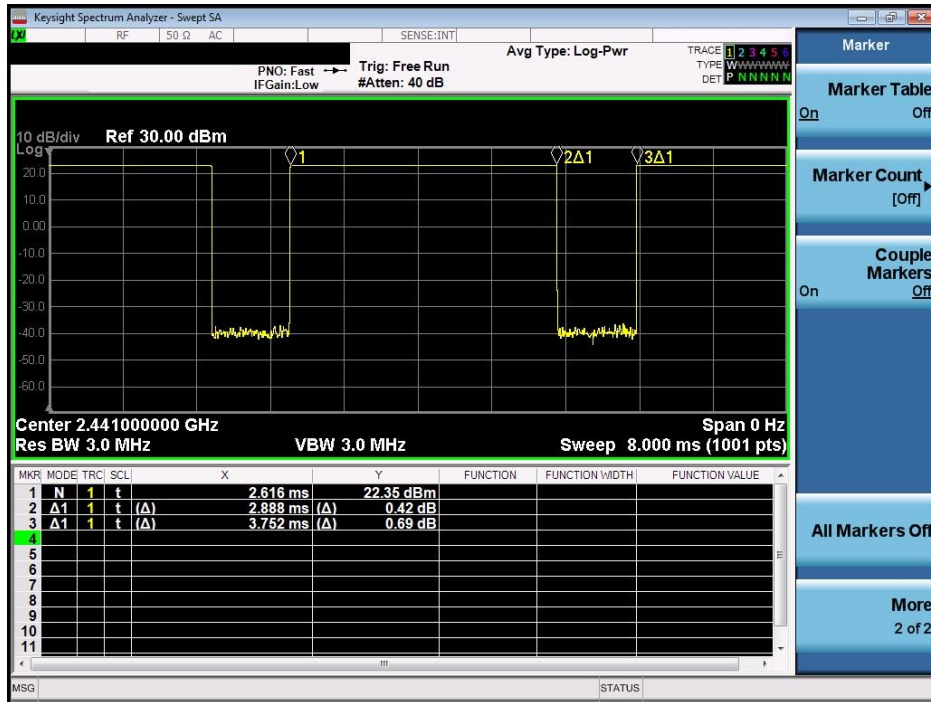 Keysight Spectrum Analyzer - Swept SA
LXI RF 50 Ω AC SENSE:INT
Marker
Avg Type: Log-Pwr
TRACE 1 2 3 4 5 6
PNO: Fast Trig: Free Run
TYPE WWWWWWW
IFGain:Low #Atten: 40 dB
DET P N N N N N
Marker Table
On Off
10 dB/div Ref 30.00 dBm
Log
1 2Δ1 3Δ1
20.0
10.0
0.00
-10.0
-20.0
-30.0
-40.0
-50.0
-60.0
Marker Count
[Off]
Couple
Markers
On Off
Center 2.441000000 GHz Span 0 Hz
Res BW 3.0 MHz VBW 3.0 MHz Sweep 8.000 ms (1001 pts)
MKR MODE TRC SCL X Y FUNCTION FUNCTION WIDTH FUNCTION VALUE
1 N 1 t 2.616 ms 22.35 dBm
2 Δ1 1 t (Δ) 2.888 ms (Δ) 0.42 dB
3 Δ1 1 t (Δ) 3.752 ms (Δ) 0.69 dB
4
5
6
7
8
9
10
11
All Markers Off
More
2 of 2
MSG STATUS